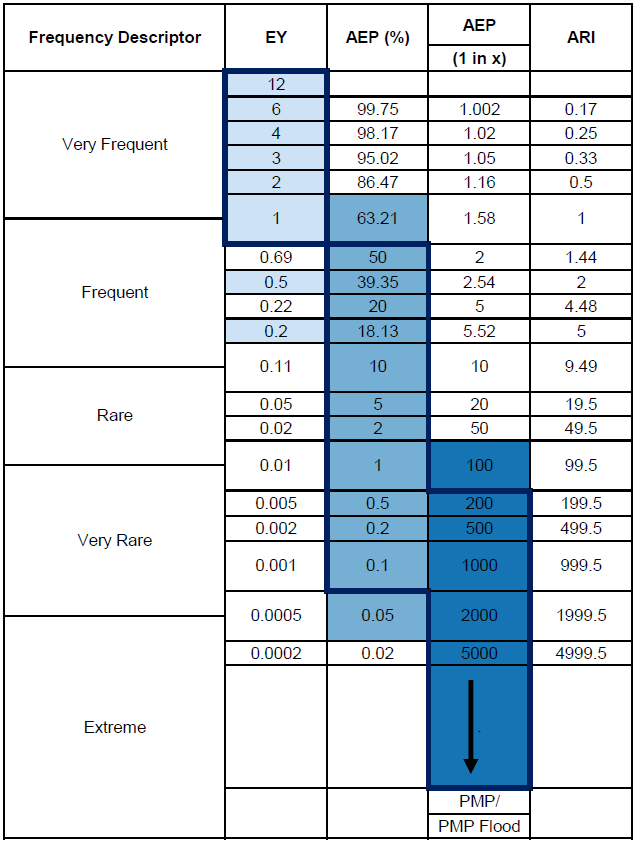 Frequency Descriptor EY AEP (%) AEP ARI
(1 in x)
12
6 99.75 1.002 0.17
4 98.17 1.02 0.25
Very Frequent
3 95.02 1.05 0.33
2 86.47 1.16 0.5
1 63.21 1.58 1
0.69 50 2 1.44
0.5 39.35 2.54 2
Frequent
0.22 20 5 4.48
0.2 18.13 5.52 5
0.11 10 10 9.49
0.05 5 20 19.5
Rare
0.02 2 50 49.5
0.01 1 100 99.5
0.005 0.5 200 199.5
0.002 0.2 500 499.5
Very Rare
0.001 0.1 1000 999.5
0.0005 0.05 2000 1999.5
0.0002 0.02 5000 4999.5
Extreme
PMP/
PMP Flood